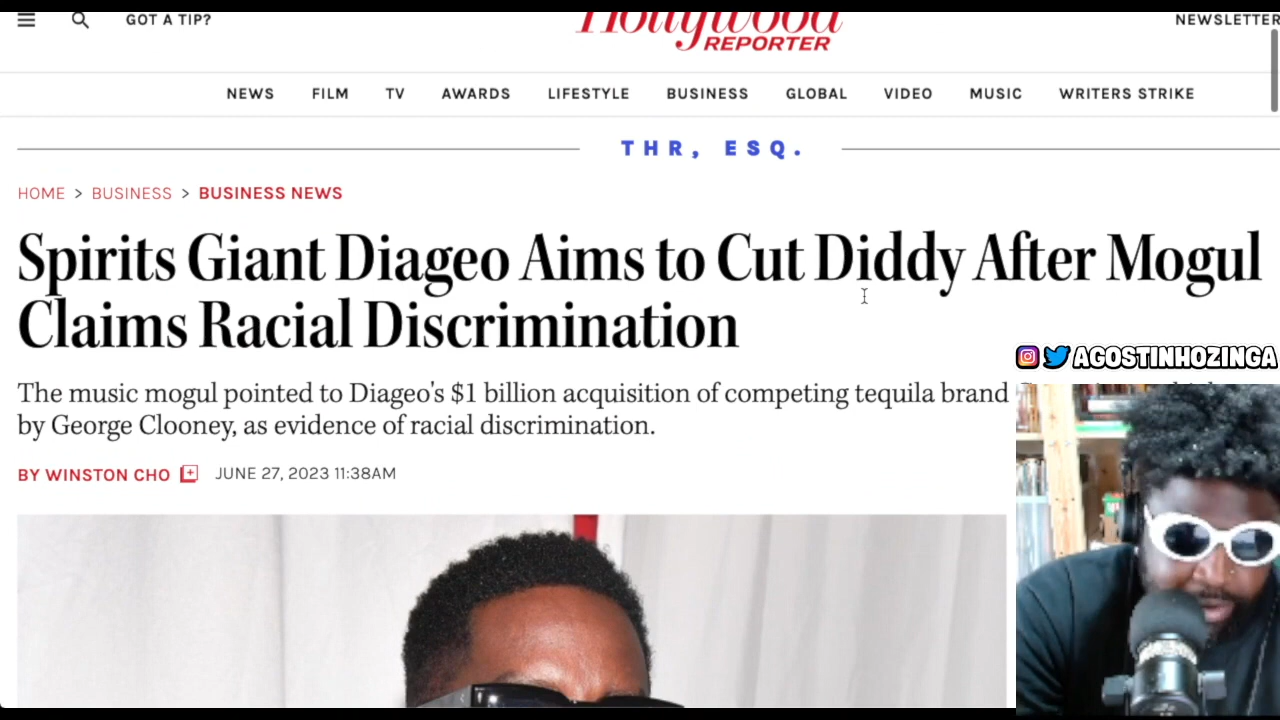 GOT A TIP?
Hollywood
REPORTER
NEWSLETTER
NEWS FILM TV AWARDS LIFESTYLE BUSINESS GLOBAL VIDEO MUSIC WRITERS STRIKE
THR, ESQ.
HOME > BUSINESS > BUSINESS NEWS
Spirits Giant Diageo Aims to Cut Diddy After Mogul
Claims Racial Discrimination
AGOSTINHOZINGA
The music mogul pointed to Diageo's $1 billion acquisition of competing tequila brand
by George Clooney, as evidence of racial discrimination.
BY WINSTON CHO JUNE 27, 2023 11:38AM